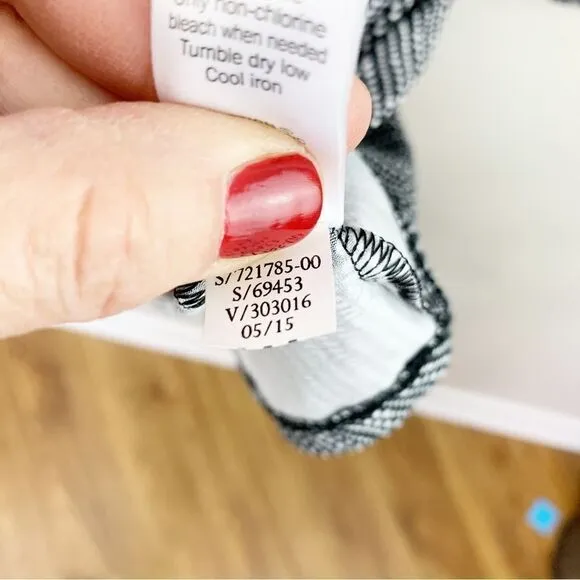 only non-chlorine
bleach when needed
Tumble dry low
Cool iron
S/721785-00
S/69453
V/303016
05/15